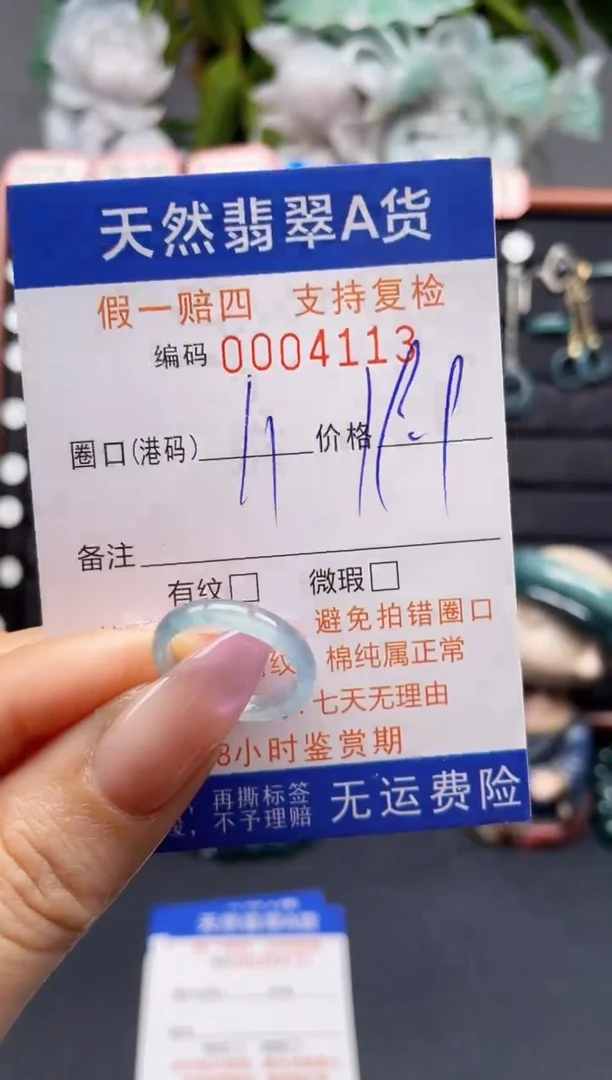 天然翡翠A货
假一赔四 支持复检
编码 0004113
圈口(港码) 11 价格
备注
有纹□ 微瑕□
避免拍错圈口
纹 棉纯属正常
七天无理由
8小时鉴赏期
再撕标签
不予理赔
无运费险